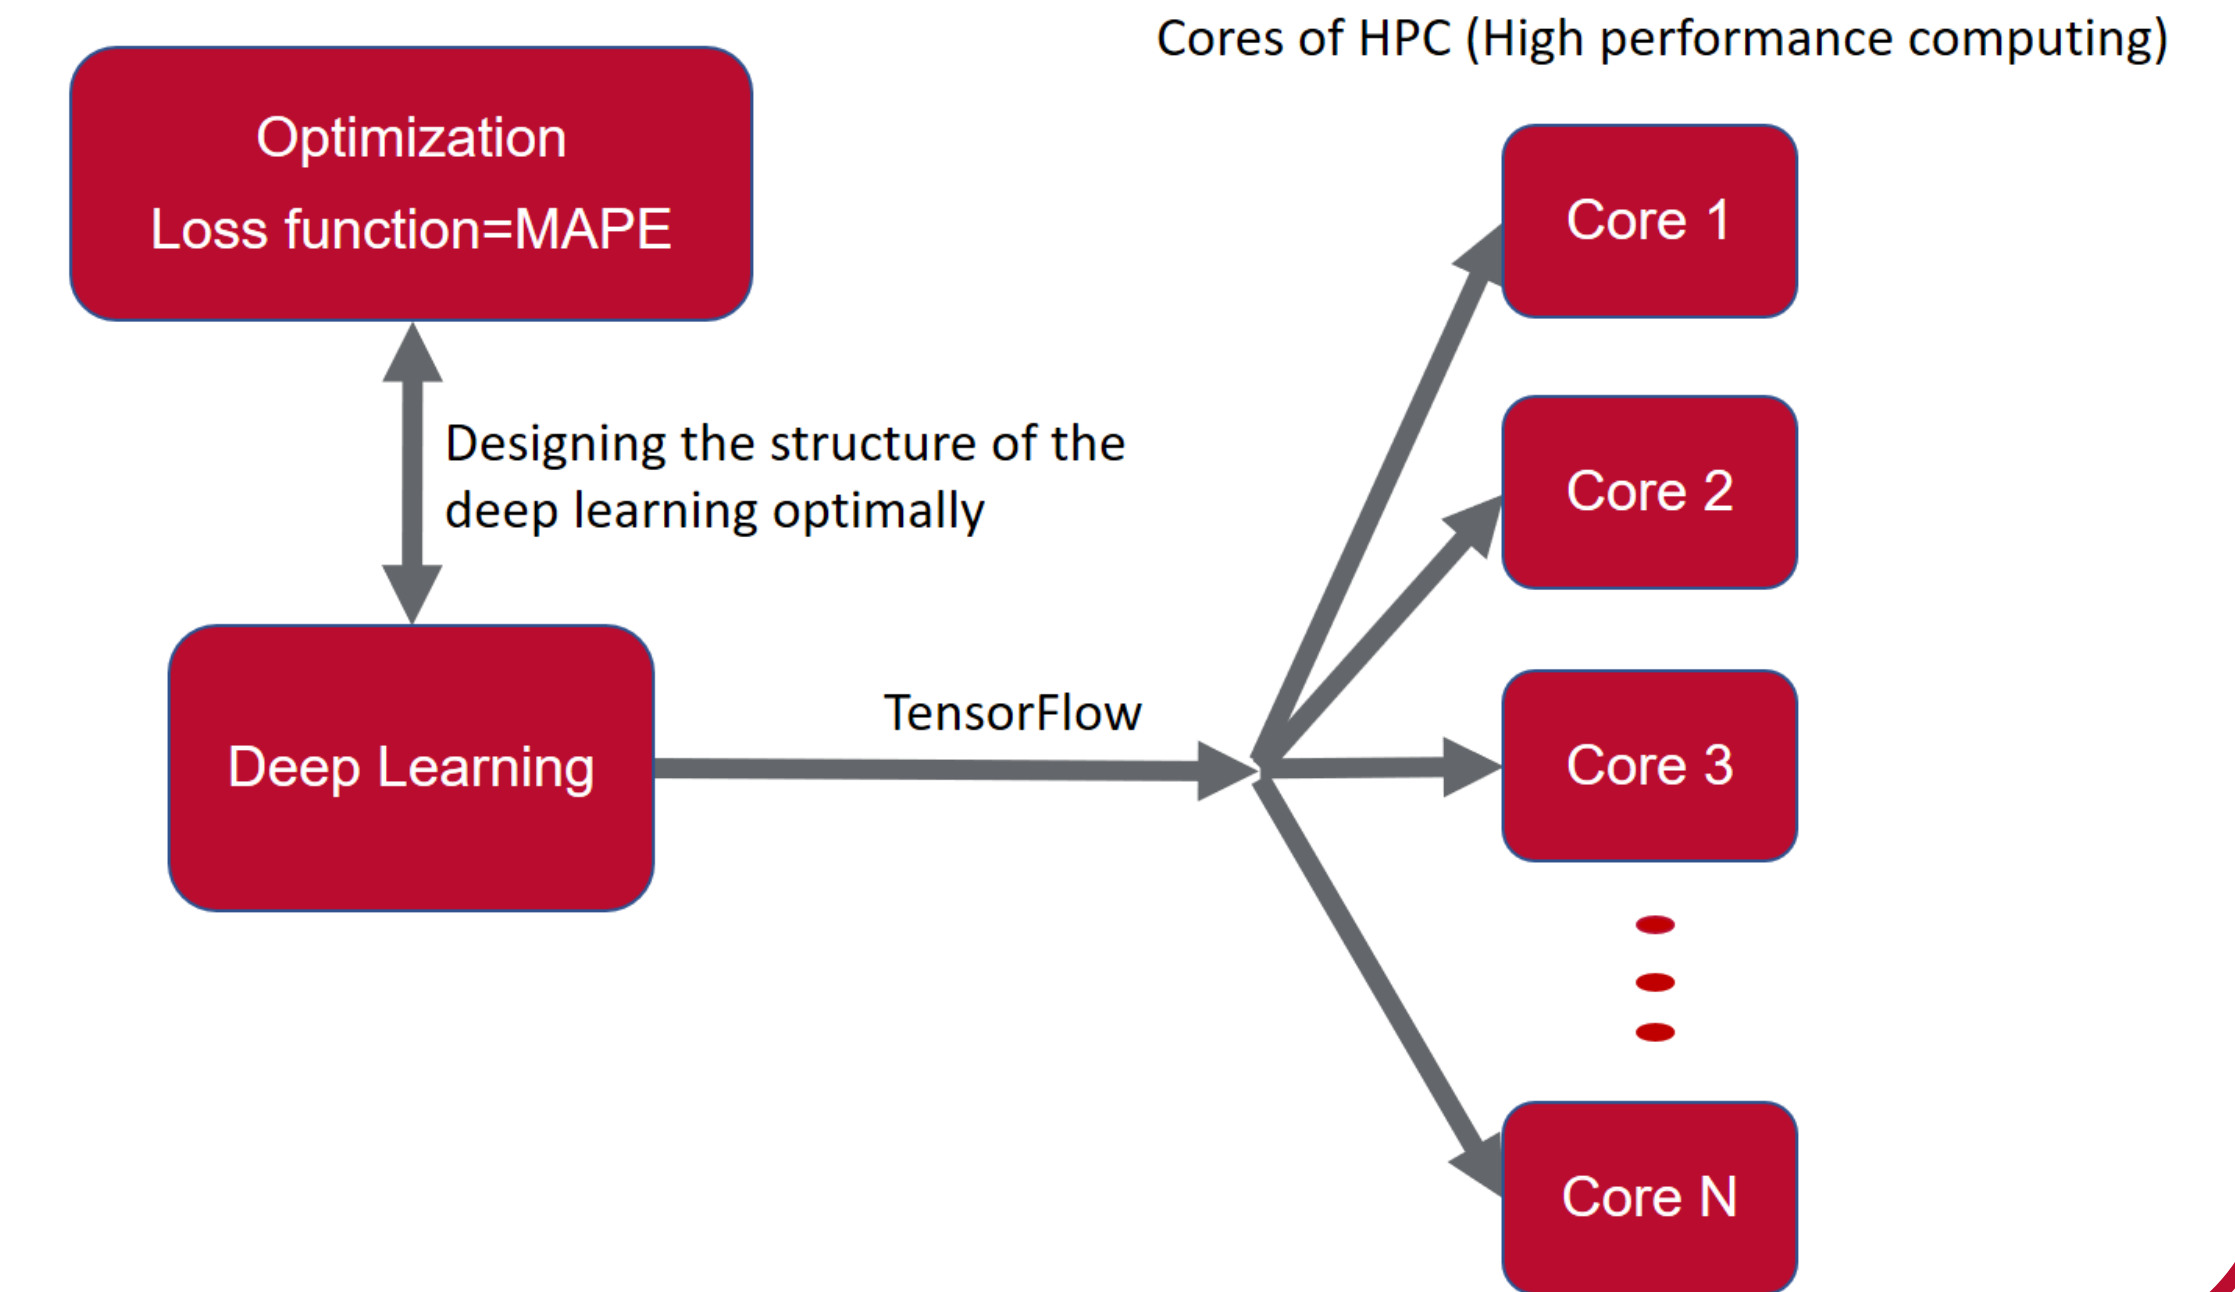 Cores of HPC (High performance computing)
Optimization
Loss function=MAPE
Designing the structure of the
deep learning optimally
Deep Learning
TensorFlow
Core 1
Core 2
Core 3
Core N